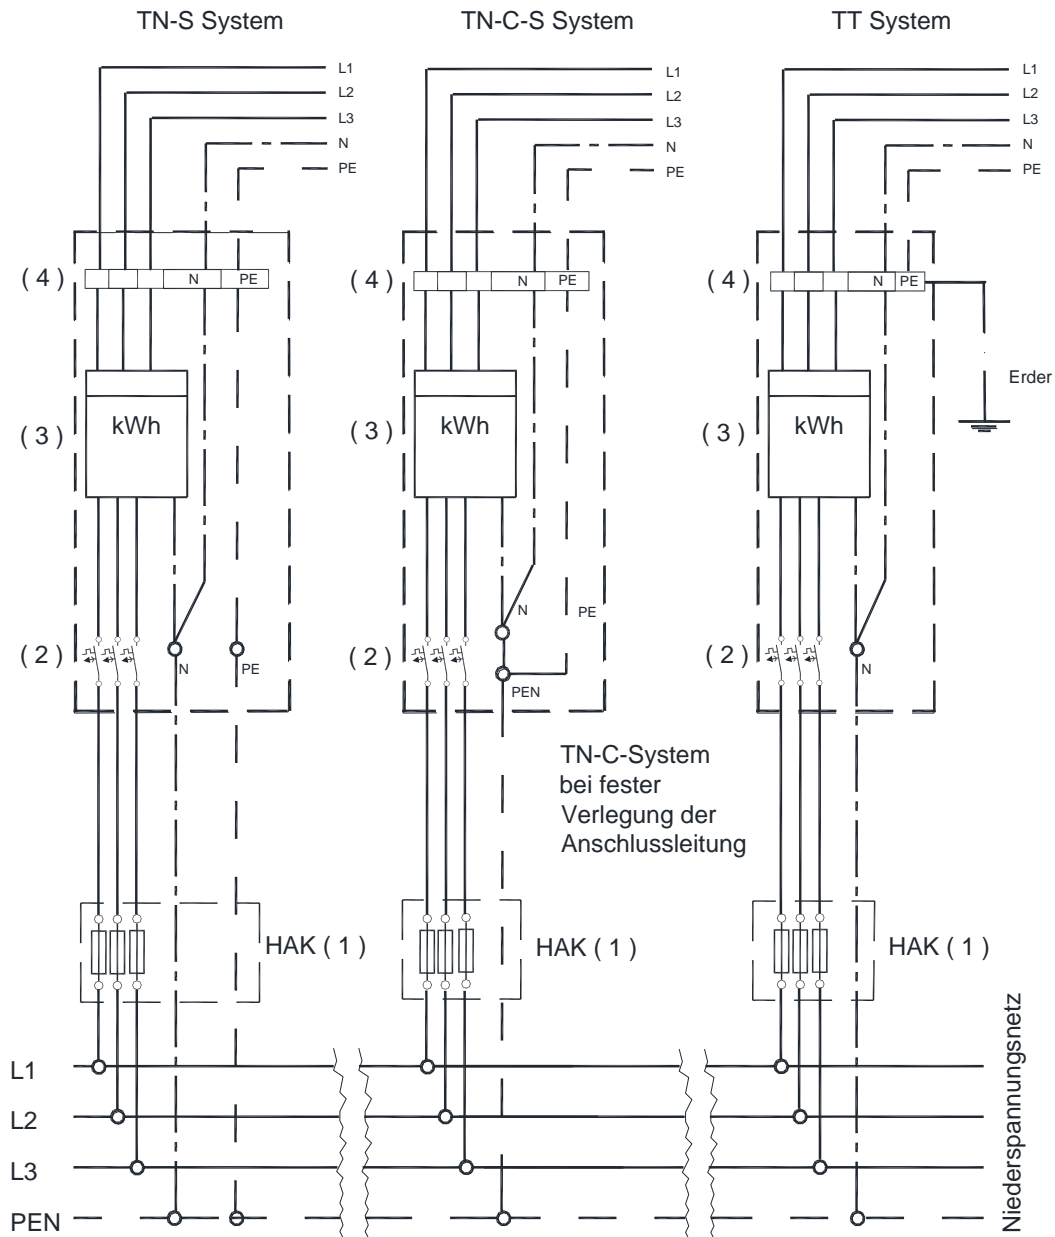 TN-S System
TN-C-S System
TT System
L1
L2
L3
N
PE
L1
L2
L3
N
PE
L1
L2
L3
N
PE
( 4 )
N
PE
( 4 )
N
PE
( 4 )
N
PE
Erder
( 3 )
kWh
( 3 )
kWh
( 3 )
kWh
( 2 )
N
PE
( 2 )
N
PE
PEN
( 2 )
N
TN-C-System
bei fester
Verlegung der
Anschlussleitung
HAK ( 1 )
HAK ( 1 )
HAK ( 1 )
L1
L2
L3
PEN
Niederspannungsnetz